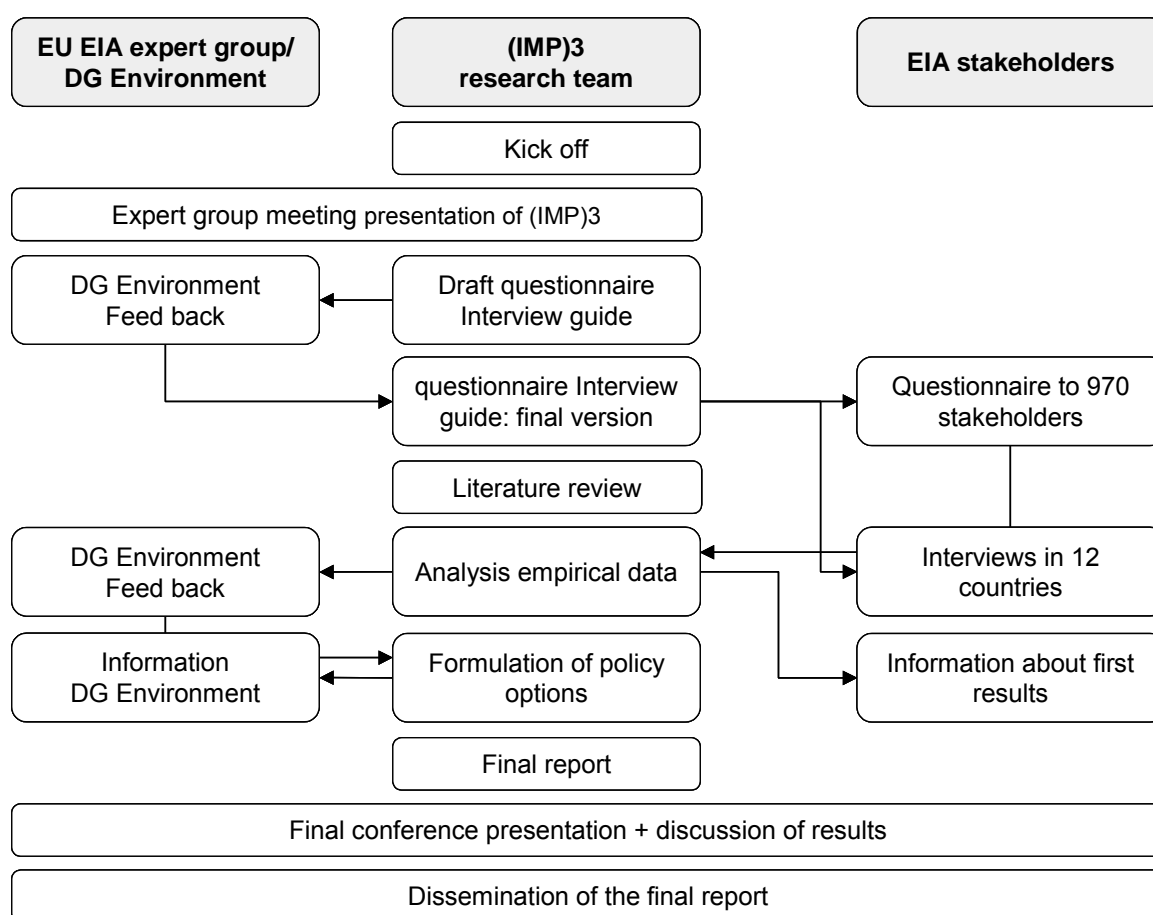 EU EIA expert group/
DG Environment
(IMP)3
research team
EIA stakeholders
Kick off
Expert group meeting presentation of (IMP)3
DG Environment
Feed back
Draft questionnaire
Interview guide
questionnaire Interview
guide: final version
Questionnaire to 970
stakeholders
Literature review
DG Environment
Feed back
Analysis empirical data
Interviews in 12
countries
Information
DG Environment
Formulation of policy
options
Information about first
results
Final report
Final conference presentation + discussion of results
Dissemination of the final report